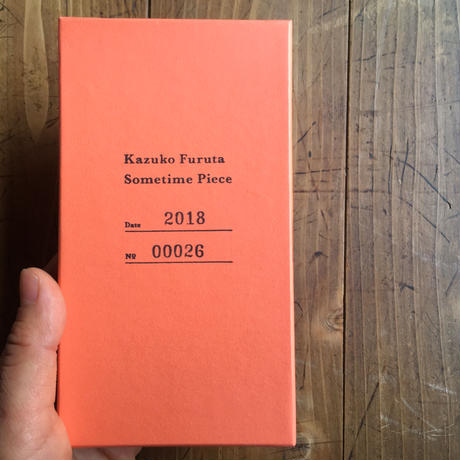 Kazuko Furuta
Sometime Piece
Date 2018
№ 00026